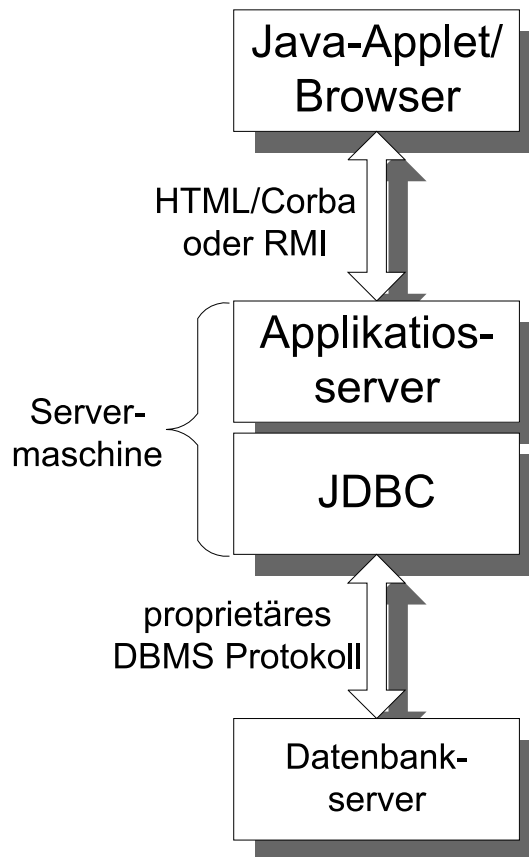 Java-Applet/
Browser
HTML/Corba
oder RMI
Applikatios-
server
Server-
maschine
JDBC
proprietäres
DBMS Protokoll
Datenbank-
server